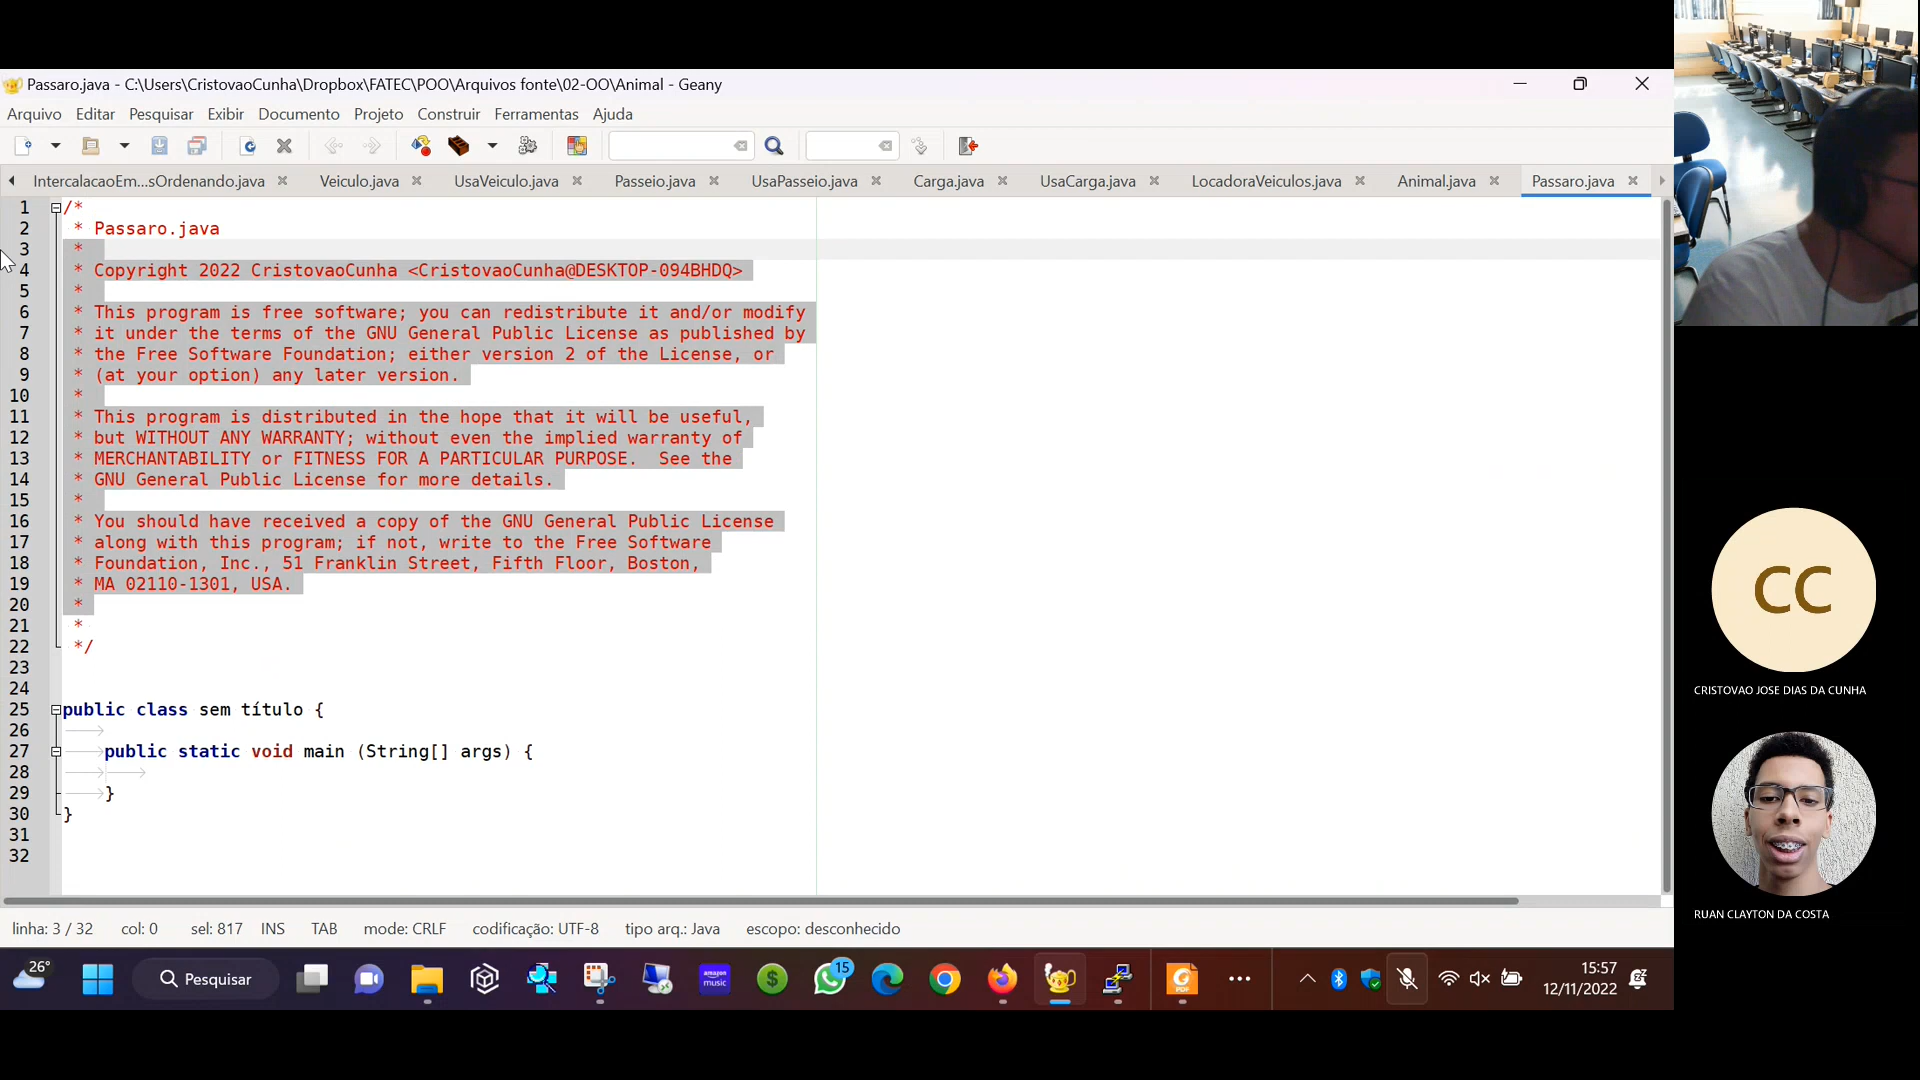 Passaro.java - C:\Users\CristovaoCunha\Dropbox\FATEC\POO\Arquivos fonte\02-OO\Animal - Geany
Arquivo Editar Pesquisar Exibir Documento Projeto Construir Ferramentas Ajuda
IntercalacaoEm...sOrdenando.java Veiculo.java UsaVeiculo.java Passeio.java UsaPasseio.java Carga.java UsaCarga.java LocadoraVeiculos.java Animal.java Passaro.java
1 /*
2 * Passaro.java
3 *
4 * Copyright 2022 CristovaoCunha <CristovaoCunha@DESKTOP-094BHDQ>
5 *
6 * This program is free software; you can redistribute it and/or modify
7 * it under the terms of the GNU General Public License as published by
8 * the Free Software Foundation; either version 2 of the License, or
9 * (at your option) any later version.
10 *
11 * This program is distributed in the hope that it will be useful,
12 * but WITHOUT ANY WARRANTY; without even the implied warranty of
13 * MERCHANTABILITY or FITNESS FOR A PARTICULAR PURPOSE.  See the
14 * GNU General Public License for more details.
15 *
16 * You should have received a copy of the GNU General Public License
17 * along with this program; if not, write to the Free Software
18 * Foundation, Inc., 51 Franklin Street, Fifth Floor, Boston,
19 * MA 02110-1301, USA.
20 *
21 *
22 */
23
24
25 public class sem título {
26
27 public static void main (String[] args) {
28
29 }
30 }
31
32
linha: 3 / 32 col: 0 sel: 817 INS TAB mode: CRLF codificação: UTF-8 tipo arq.: Java escopo: desconhecido
26° Pesquisar amazon music $ 15 PDF 15:57
12/11/2022
CC
CRISTOVAO JOSE DIAS DA CUNHA
RUAN CLAYTON DA COSTA